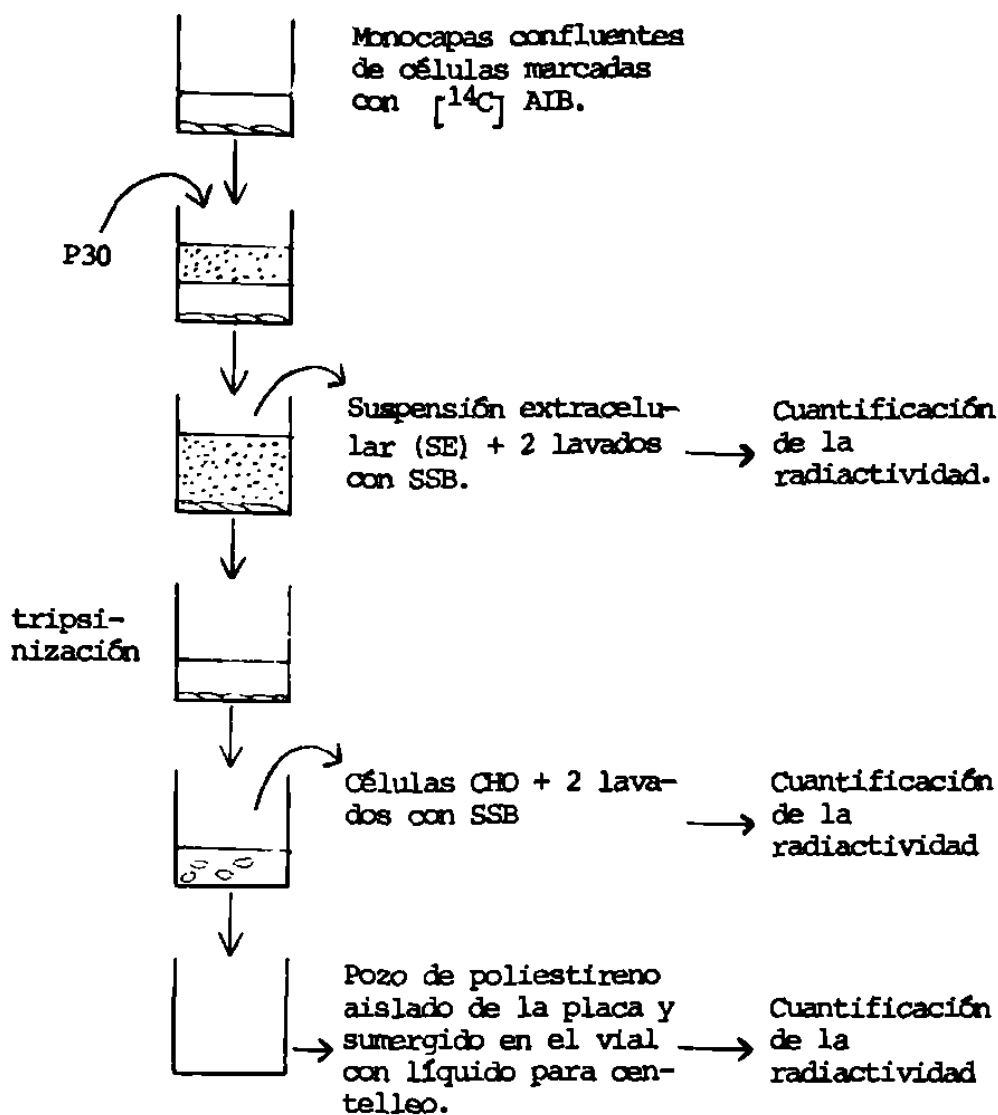 Monocapas confluentes
de células marcadas
con [14C] AIB.
P30
Suspensión extracelu-
lar (SE) + 2 lavados
con SSB.
Cuantificación
de la
radiactividad.
tripsi-
nización
Células CHO + 2 lava-
dos con SSB
Cuantificación
de la
radiactividad
Pozo de poliestireno
aislado de la placa y
sumergido en el vial
con líquido para cen-
telleo.
Cuantificación
de la
radiactividad